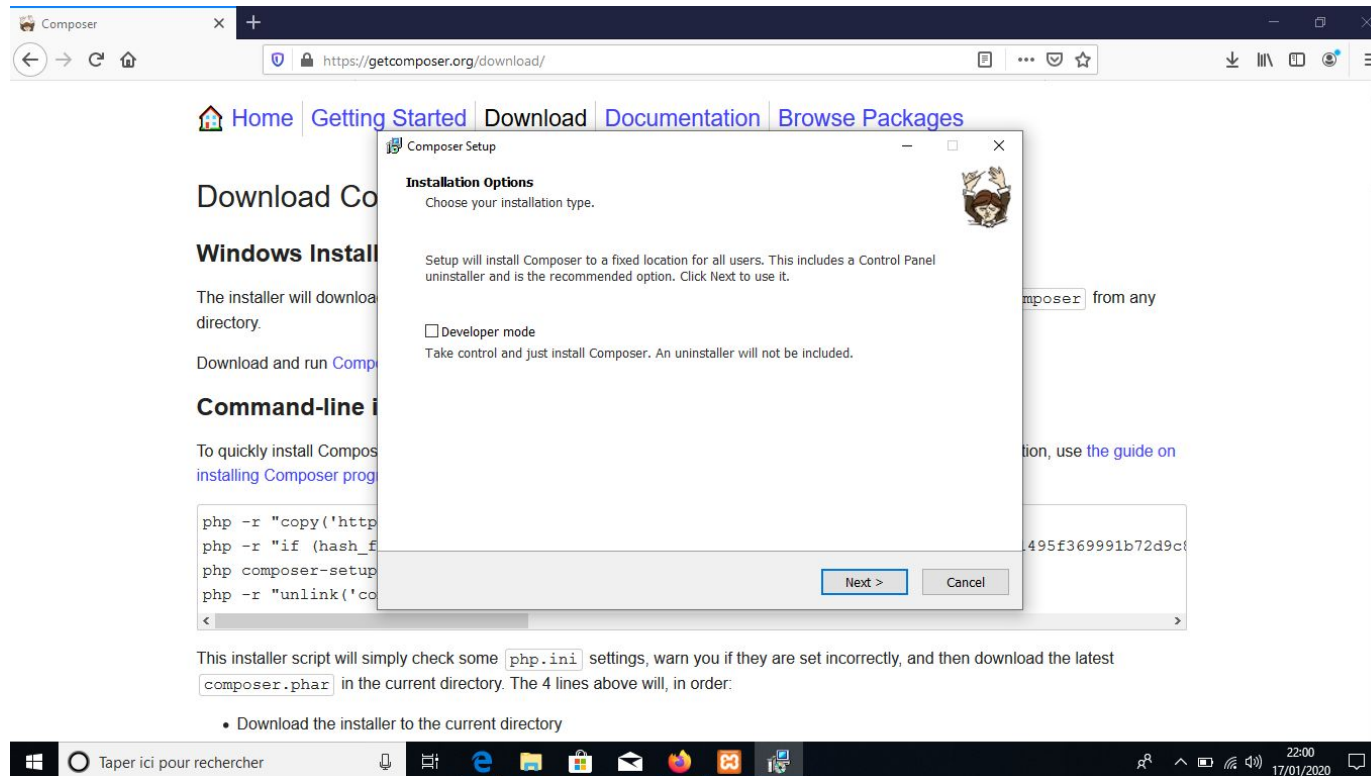 Composer
https://getcomposer.org/download/
Home Getting Started Download Documentation Browse Packages
Composer Setup
Installation Options
Choose your installation type.
Setup will install Composer to a fixed location for all users. This includes a Control Panel
uninstaller and is the recommended option. Click Next to use it.
Developer mode
Take control and just install Composer. An uninstaller will not be included.
Next >
Cancel
Download Co
Windows Install
The installer will downloa
mposer from any
directory.
Download and run Comp
Command-line i
To quickly install Compos
tion, use the guide on
installing Composer prog
php -r "copy('http
php -r "if (hash_f
495f369991b72d9c
php composer-setup
php -r "unlink('co
This installer script will simply check some php.ini settings, warn you if they are set incorrectly, and then download the latest
composer.phar in the current directory. The 4 lines above will, in order:
• Download the installer to the current directory
Taper ici pour rechercher
22:00
17/01/2020